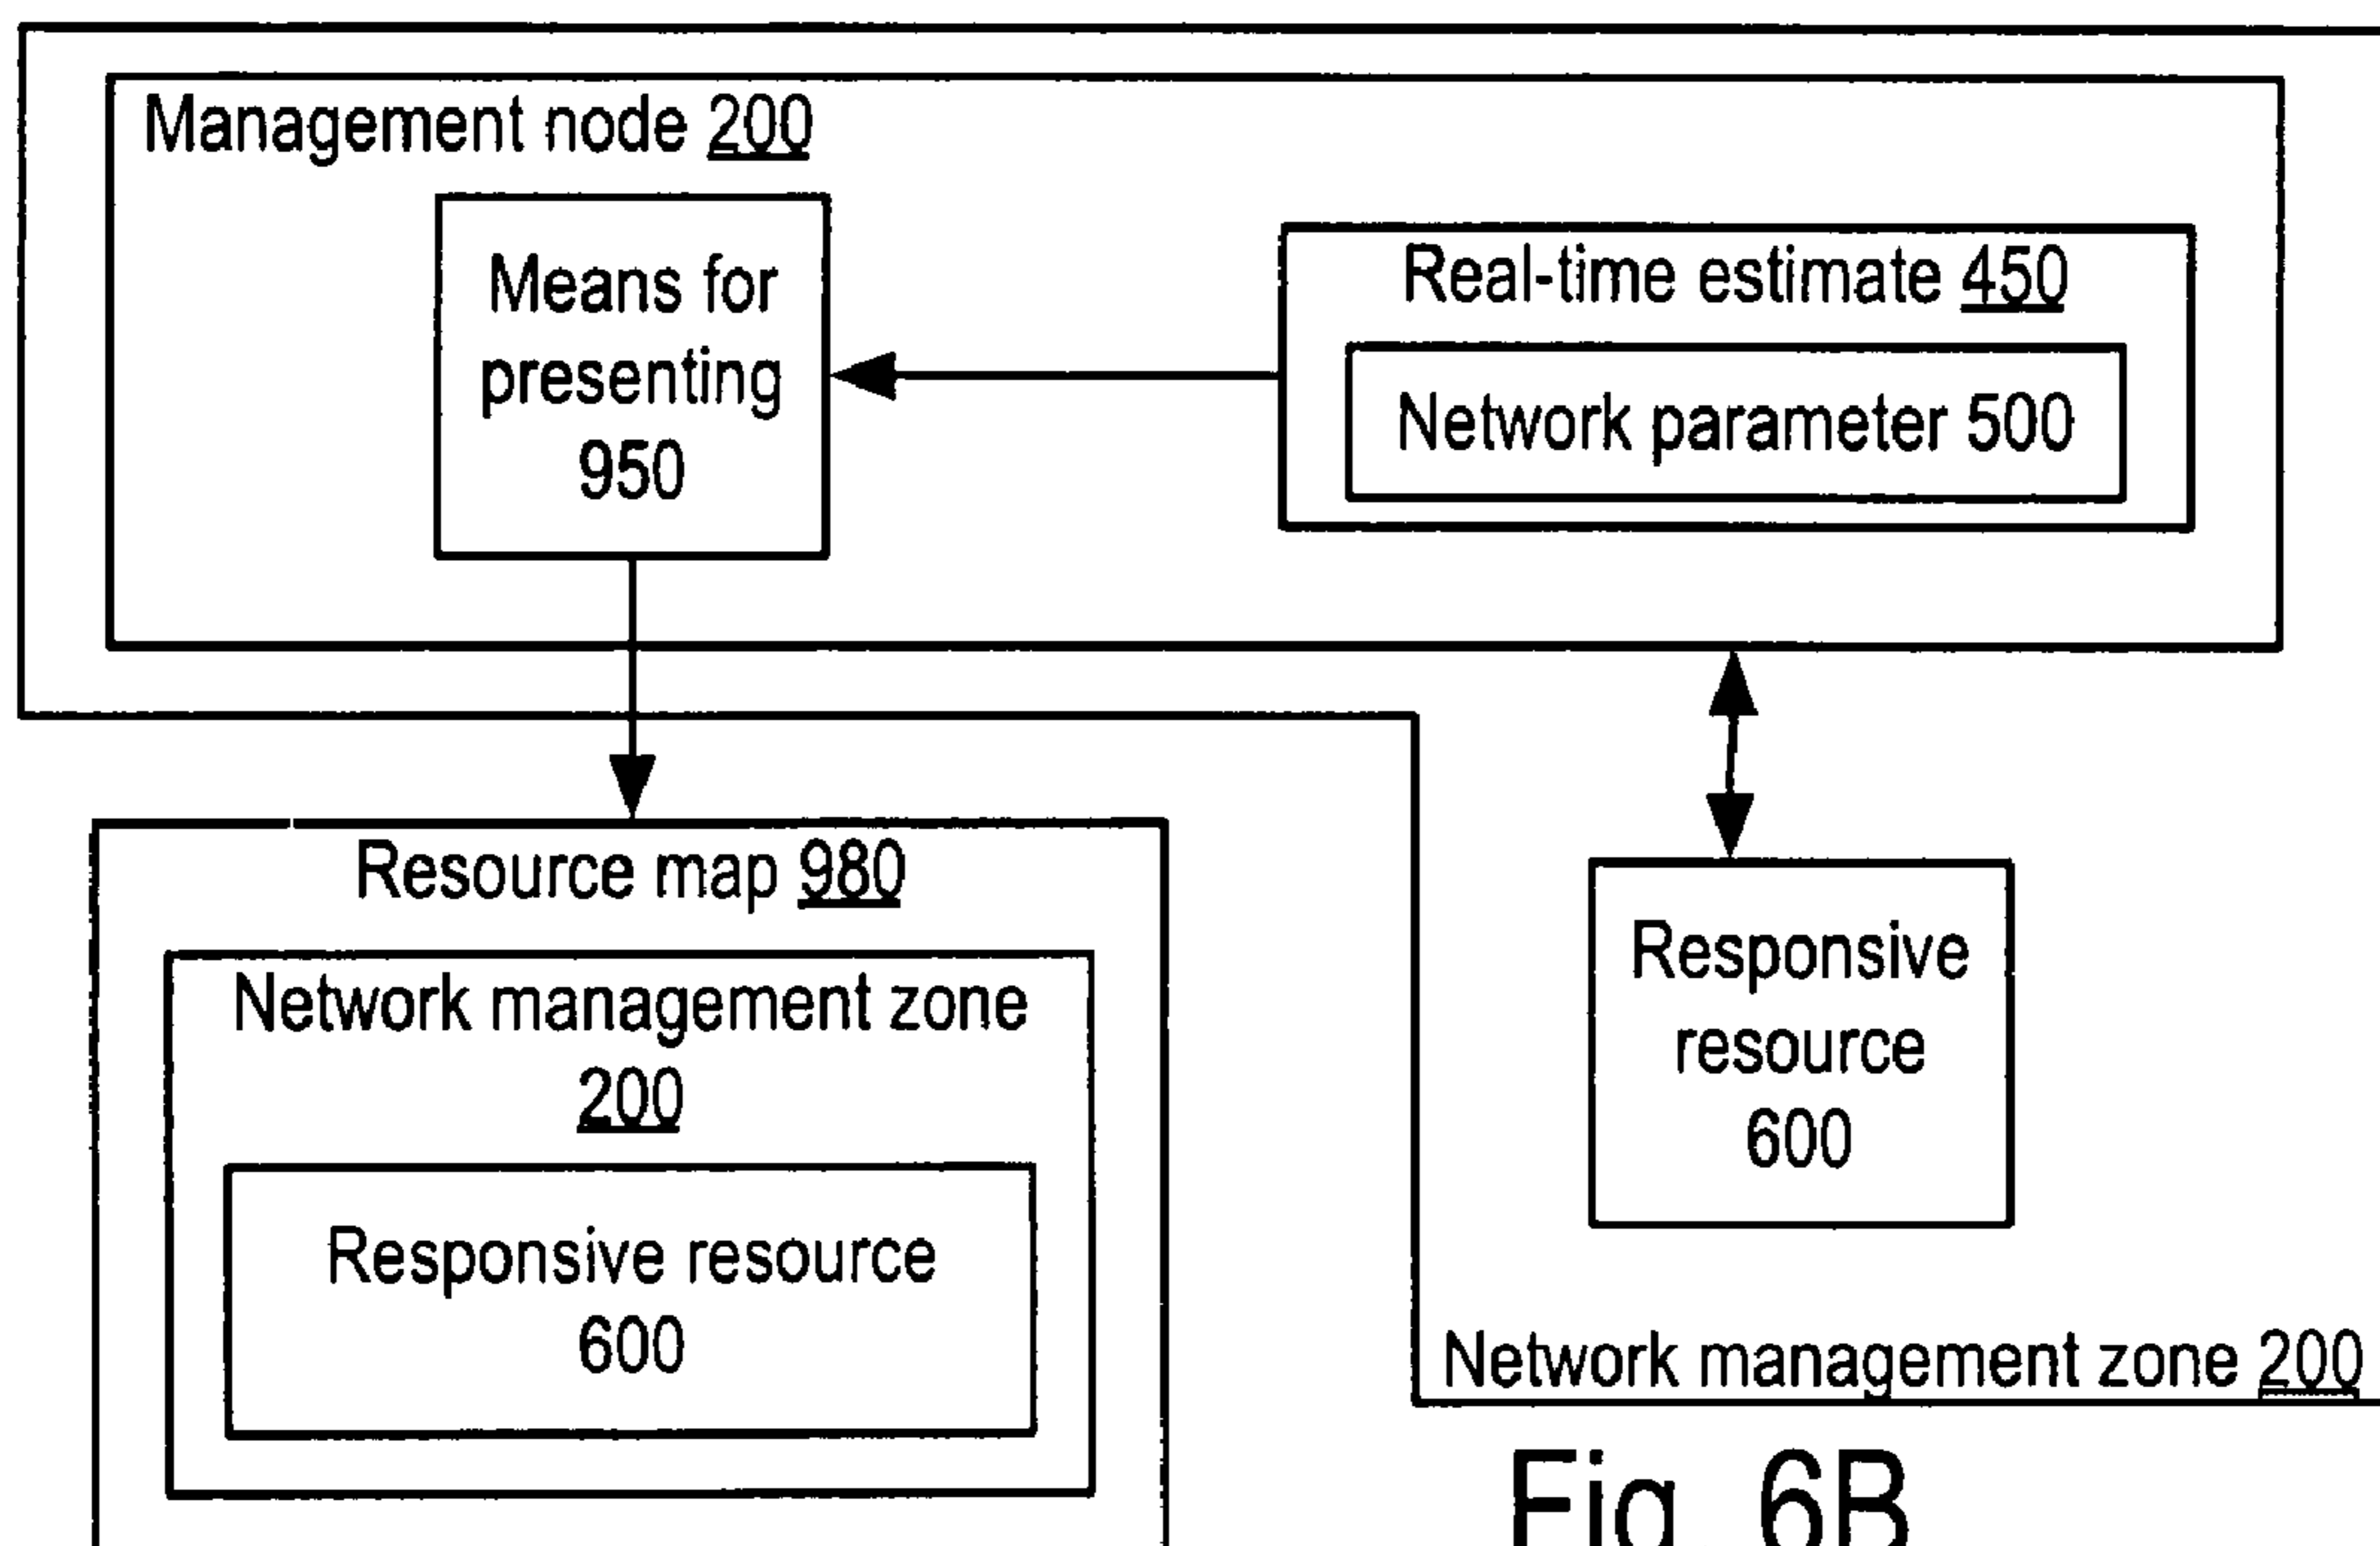 Management node 200
Means for
presenting
950
Real-time estimate 450
Network parameter 500
Resource map 980
Network management zone
200
Responsive resource
600
Responsive
resource
600
Network management zone 200
Fig. 6B